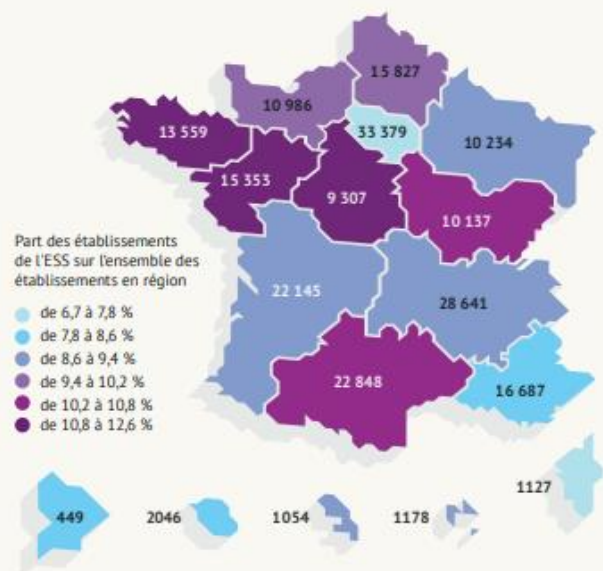 15 827
10 986
13 559
33 379
10 234
15 353
9 307
10 137
Part des établissements
de l'ESS sur l'ensemble des
établissements en région
de 6,7 à 7,8 %
de 7,8 à 8,6 %
de 8,6 à 9,4 %
de 9,4 à 10,2 %
de 10,2 à 10,8 %
de 10,8 à 12,6 %
22 145
28 641
22 848
16 687
449
2046
1054
1178
1127